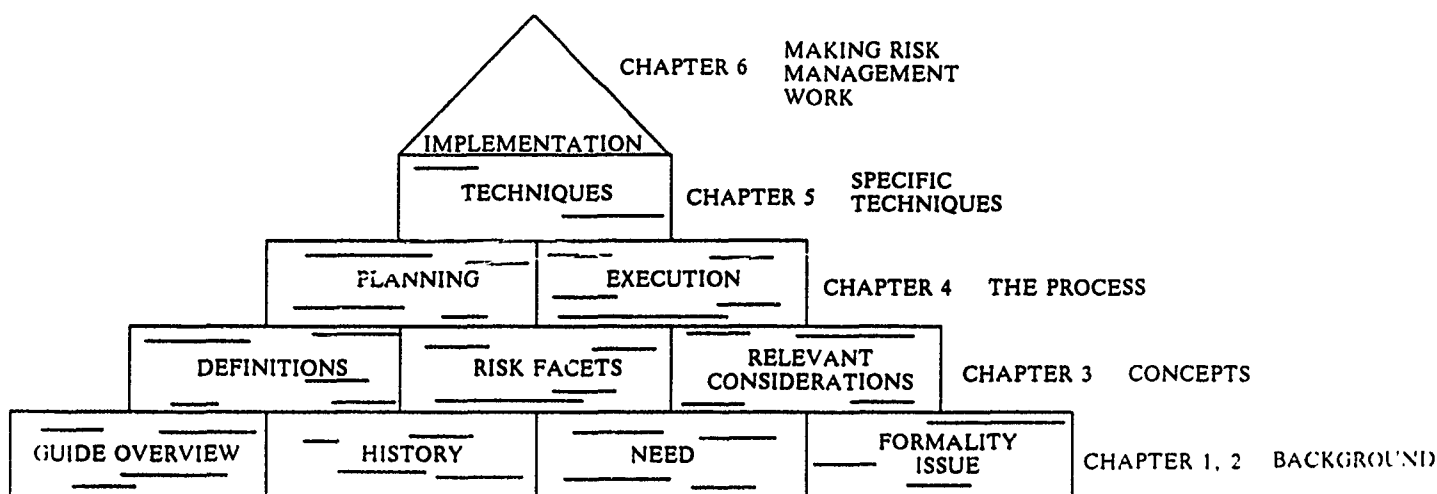 CHAPTER 6 MAKING RISK
MANAGEMENT
WORK
IMPLEMENTATION
TECHNIQUES
CHAPTER 5 SPECIFIC
TECHNIQUES
PLANNING EXECUTION CHAPTER 4 THE PROCESS
DEFINITIONS RISK FACETS RELEVANT
CONSIDERATIONS CHAPTER 3 CONCEPTS
GUIDE OVERVIEW HISTORY NEED FORMALITY
ISSUE CHAPTER 1, 2 BACKGROUND